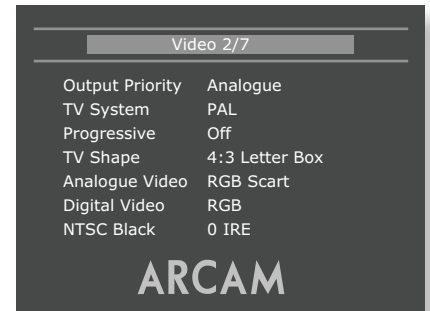 Video 2/7
Output Priority Analogue
TV System PAL
Progressive Off
TV Shape 4:3 Letter Box
Analogue Video RGB Scart
Digital Video RGB
NTSC Black 0 IRE
ARCAM